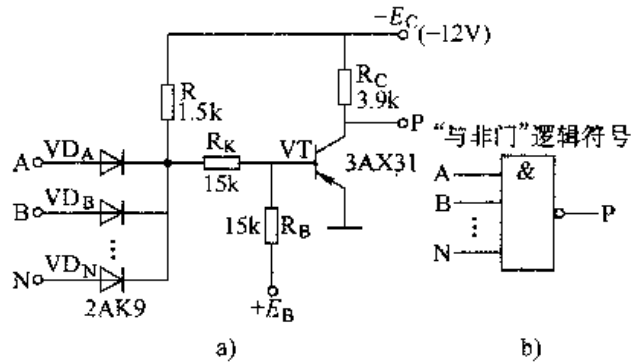 −E_C(−12V)
R
1.5k
R_C
3.9k
P
A
VD_A
R_K
15k
VT
3AX31
B
VD_B
⋮
N
VD_N
2AK9
15k
R_B
+E_B
a)
“与非门”逻辑符号
A
B
⋮
N
&
P
b)